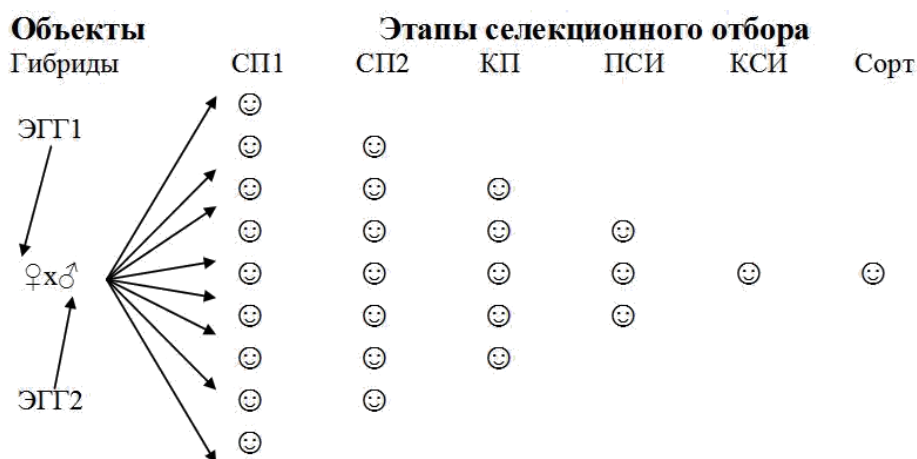 Объекты Этапы селекционного отбора
Гибриды СП1 СП2 КП ПСИ КСИ Сорт
ЭГГ1
♀х♂
ЭГГ2